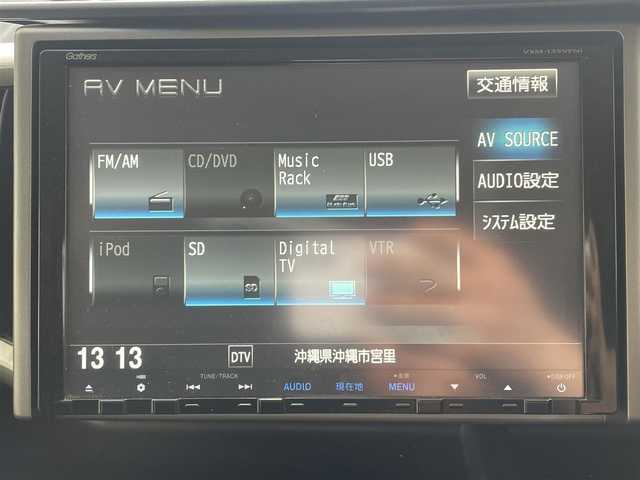 Gathers
AV MENU
交通情報
FM/AM
CD/DVD
Music Rack
USB
AV SOURCE
AUDIO設定
システム設定
iPod
SD
Digital TV
VTR
SD
13 13
DTV
沖縄県沖縄市宮里
TUNE/TRACK
VOL
AUDIO
現在地
MENU